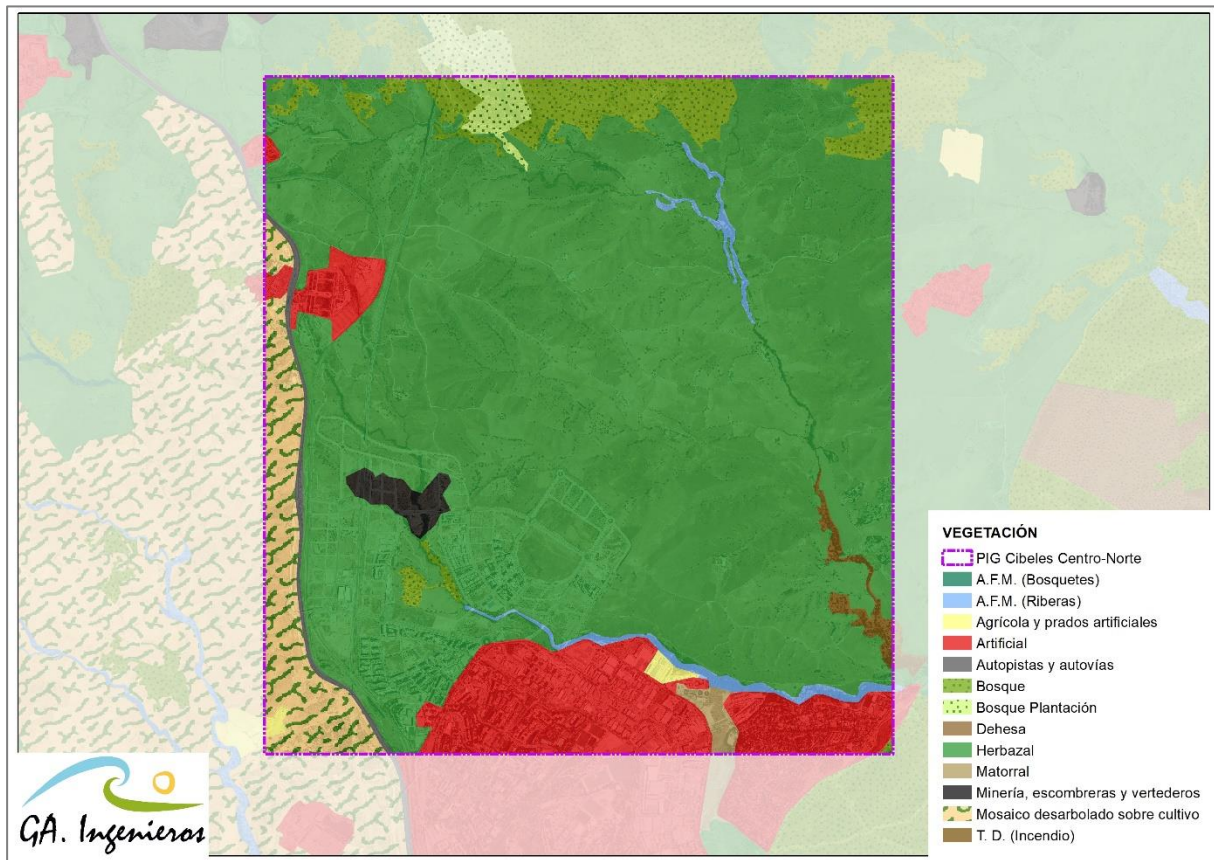 VEGETACIÓN
PIG Cibeles Centro-Norte
A.F.M. (Bosquetes)
A.F.M. (Riberas)
Agrícola y prados artificiales
Artificial
Autopistas y autovías
Bosque
Bosque Plantación
Dehesa
Herbazal
Matorral
Minería, escombreras y vertederos
Mosaico desarbolado sobre cultivo
T. D. (Incendio)
GA. Ingenieros